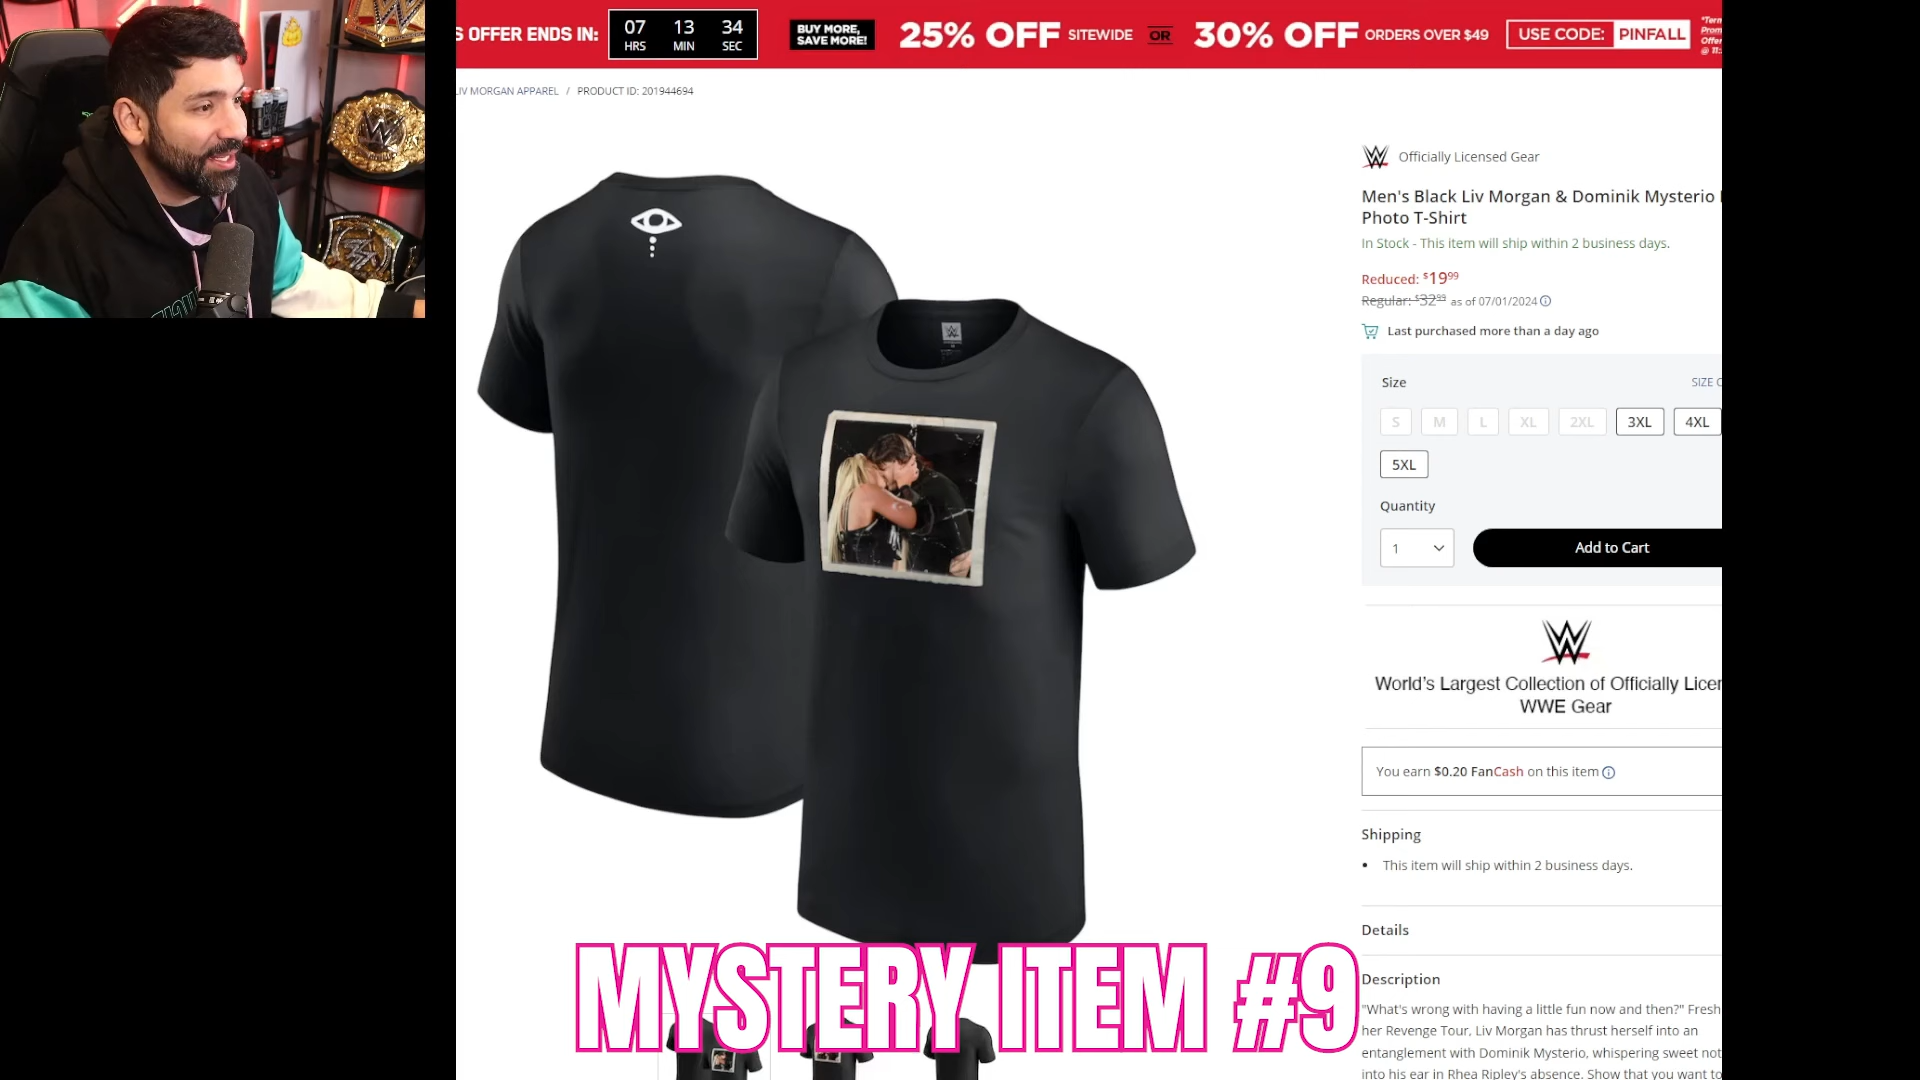 S OFFER ENDS IN:
07 13 34
HRS MIN SEC
BUY MORE,
SAVE MORE!
25% OFF SITEWIDE OR 30% OFF ORDERS OVER $49
USE CODE: PINFALL
LIV MORGAN APPAREL / PRODUCT ID: 201944694
Officially Licensed Gear
Men's Black Liv Morgan & Dominik Mysterio
Photo T-Shirt
In Stock - This item will ship within 2 business days.
Reduced: $19.99
Regular: $32.99 as of 07/01/2024
Last purchased more than a day ago
Size
SIZE C
S M L XL 2XL 3XL 4XL
5XL
Quantity
1
Add to Cart
World's Largest Collection of Officially Licen
WWE Gear
You earn $0.20 FanCash on this item
Shipping
• This item will ship within 2 business days.
Details
Description
"What's wrong with having a little fun now and then?" Fresh
her Revenge Tour, Liv Morgan has thrust herself into an
entanglement with Dominik Mysterio, whispering sweet not
into his ear in Rhea Ripley's absence. Show that you want to
MYSTERY ITEM #9